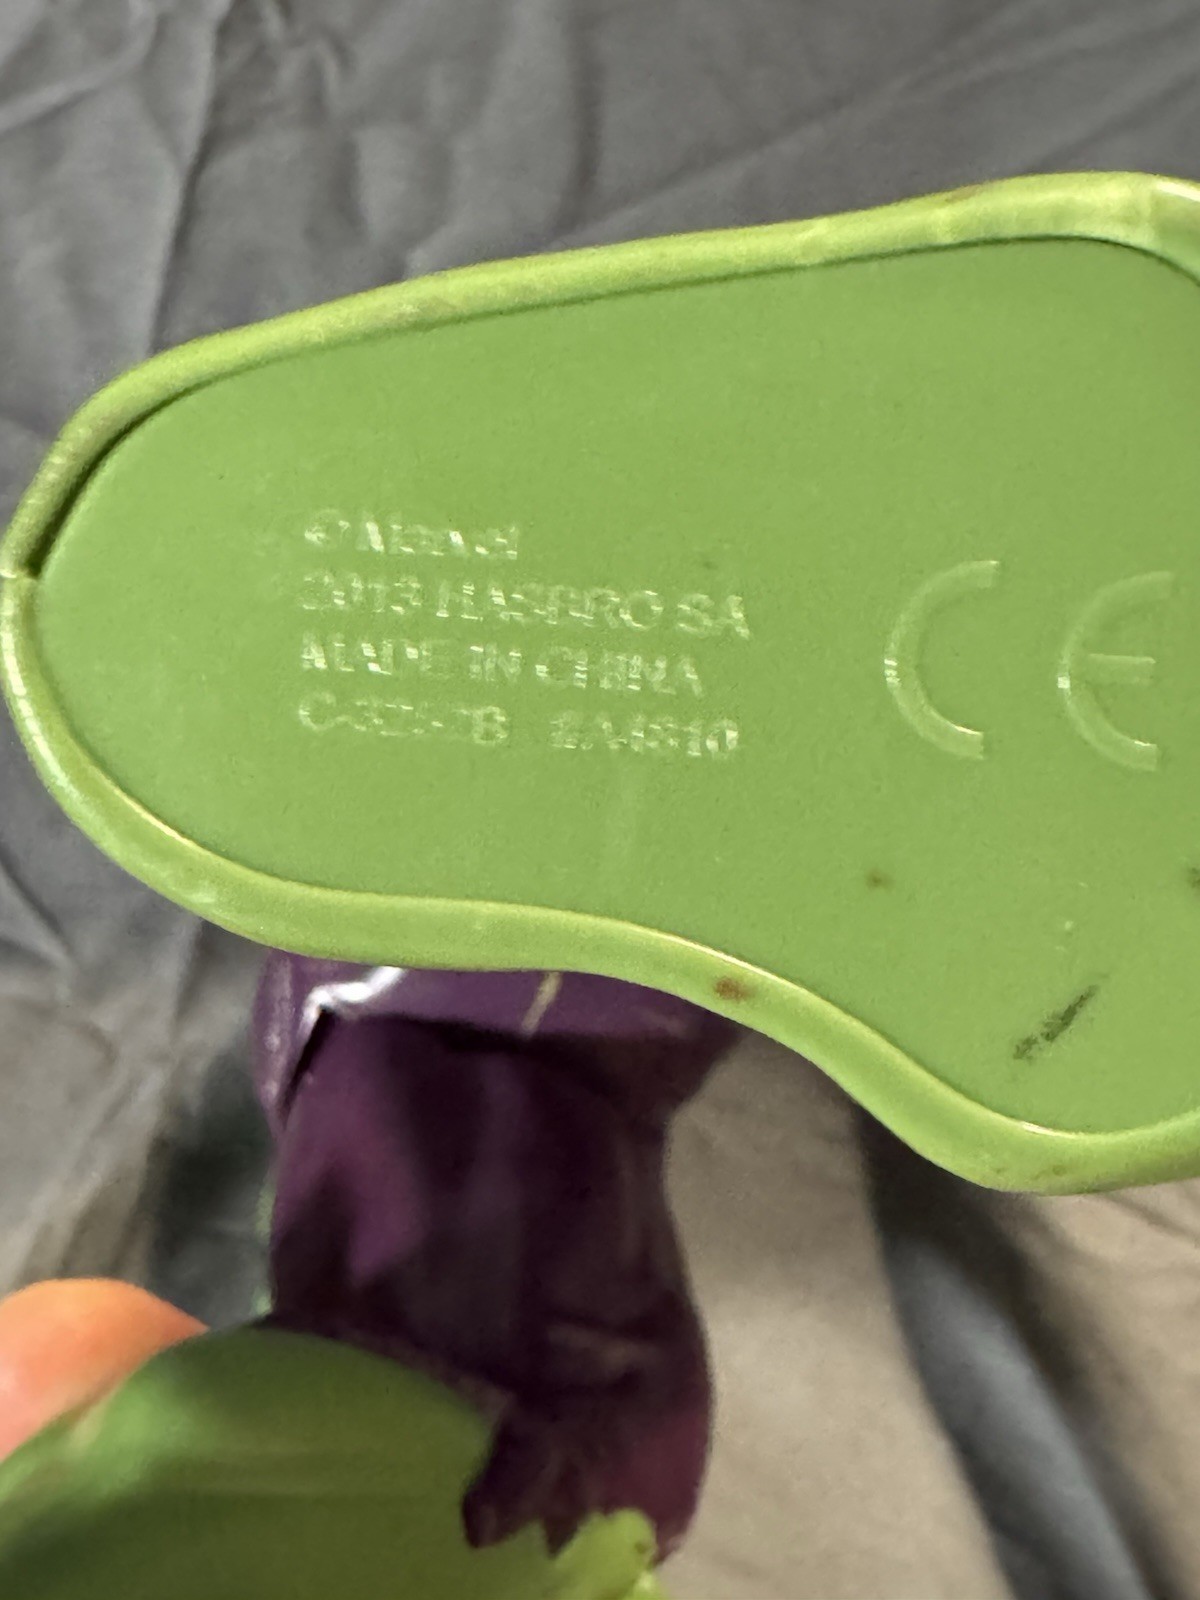 © Marvel
2013 HASBRO SA
MADE IN CHINA
CE